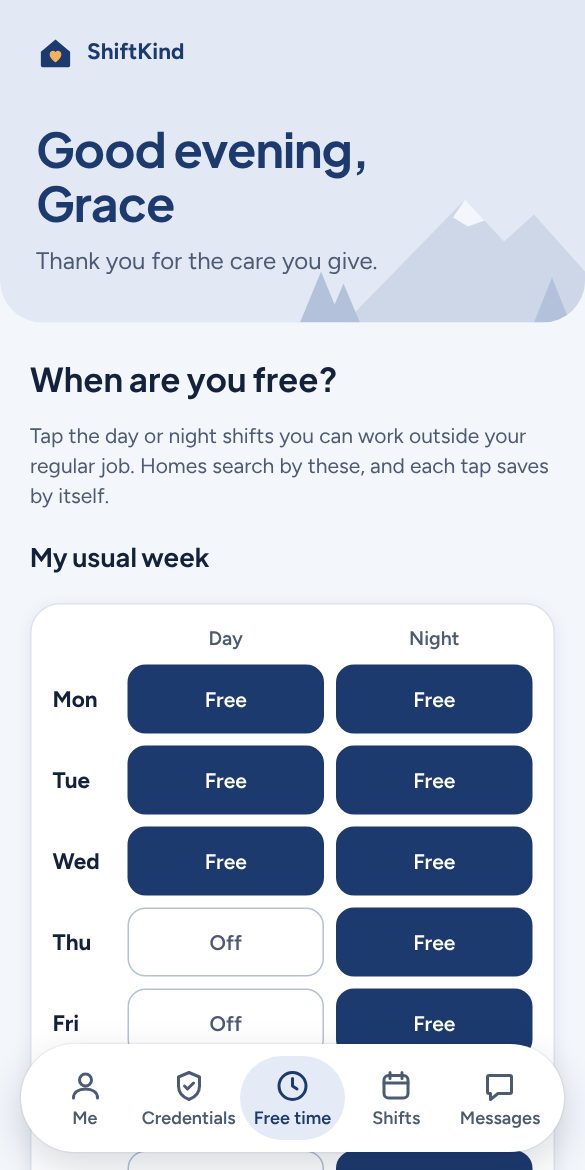 ShiftKind
Good evening,
Grace
Thank you for the care you give.
When are you free?
Tap the day or night shifts you can work outside your
regular job. Homes search by these, and each tap saves
by itself.
My usual week
Day Night
Mon Free Free
Tue Free Free
Wed Free Free
Thu Off Free
Fri Off Free
Me Credentials Free time Shifts Messages